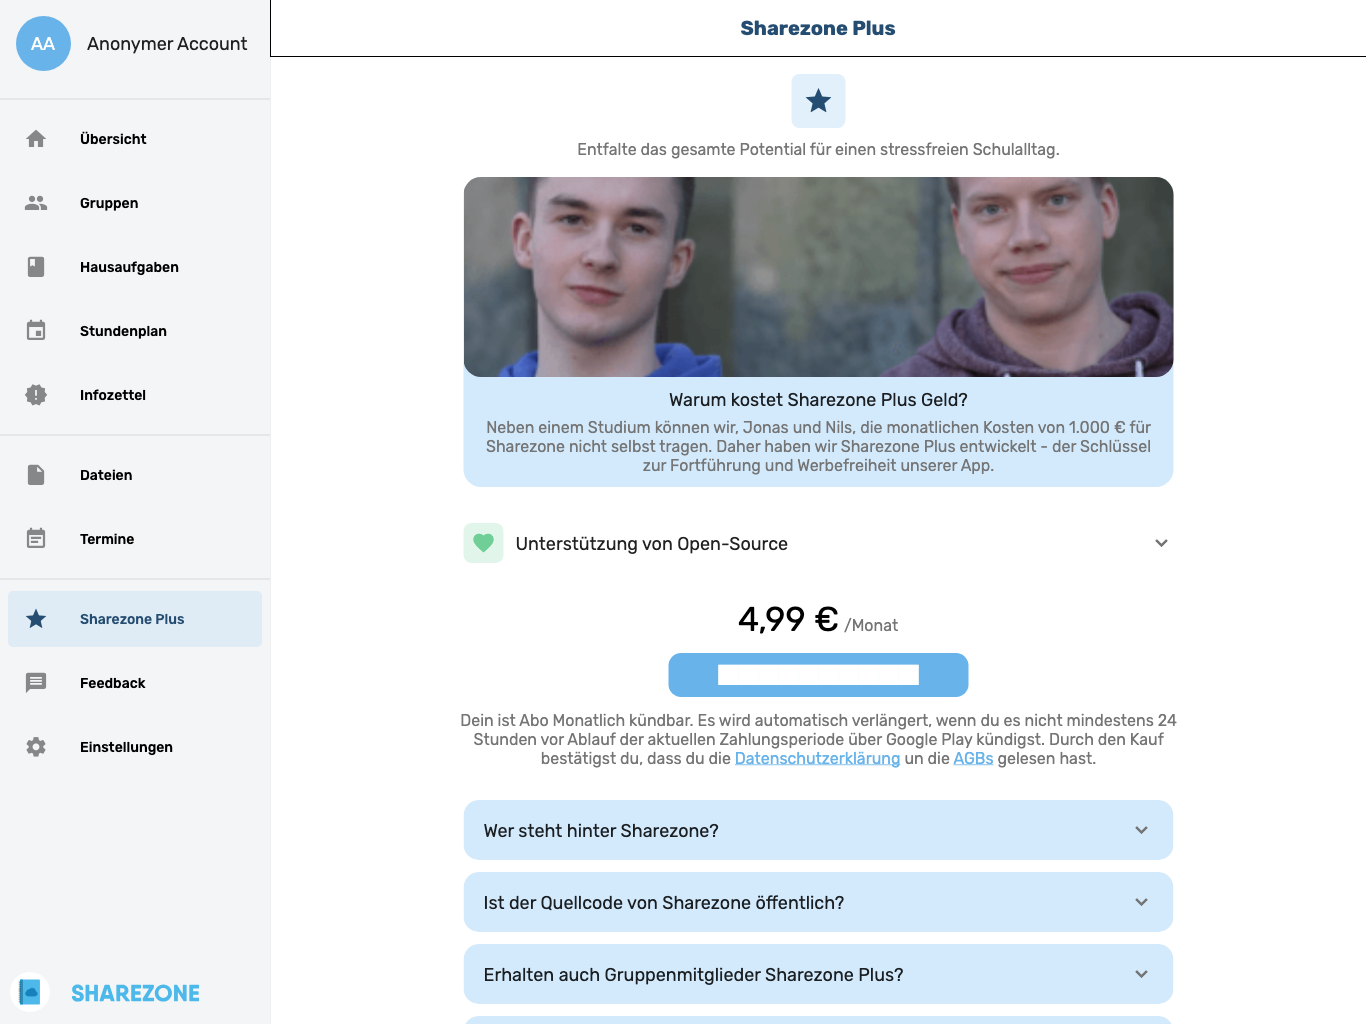 AA
Anonymer Account
Übersicht
Gruppen
Hausaufgaben
Stundenplan
Infozettel
Dateien
Termine
Sharezone Plus
Feedback
Einstellungen
SHAREZONE
Sharezone Plus
Entfalte das gesamte Potential für einen stressfreien Schulalltag.
Warum kostet Sharezone Plus Geld?
Neben einem Studium können wir, Jonas und Nils, die monatlichen Kosten von 1.000 € für
Sharezone nicht selbst tragen. Daher haben wir Sharezone Plus entwickelt - der Schlüssel
zur Fortführung und Werbefreiheit unserer App.
Unterstützung von Open-Source
4,99 € /Monat
Dein ist Abo Monatlich kündbar. Es wird automatisch verlängert, wenn du es nicht mindestens 24
Stunden vor Ablauf der aktuellen Zahlungsperiode über Google Play kündigst. Durch den Kauf
bestätigst du, dass du die Datenschutzerklärung un die AGBs gelesen hast.
Wer steht hinter Sharezone?
Ist der Quellcode von Sharezone öffentlich?
Erhalten auch Gruppenmitglieder Sharezone Plus?